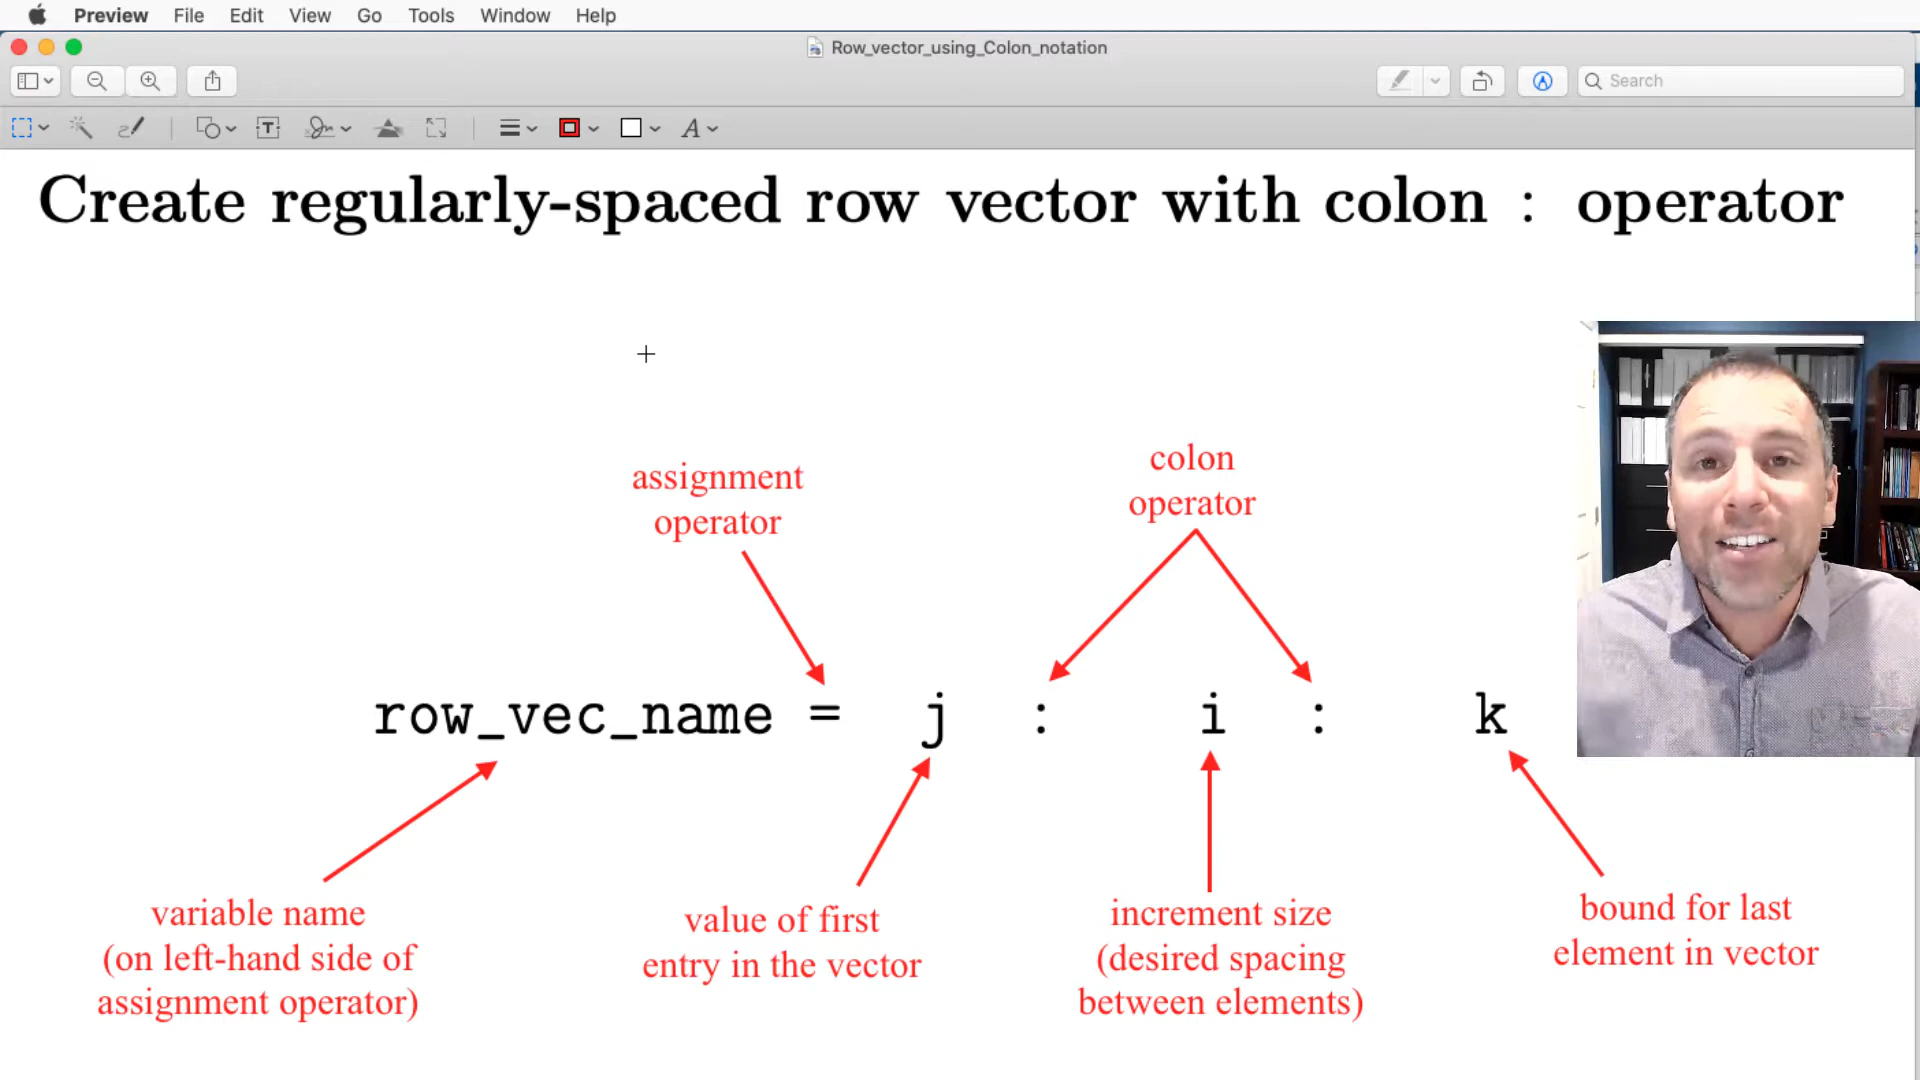 Preview File Edit View Go Tools Window Help
Row_vector_using_Colon_notation
Search
Create regularly-spaced row vector with colon : operator
assignment
operator
colon
operator
row_vec_name = j : i : k
variable name
(on left-hand side of
assignment operator)
value of first
entry in the vector
increment size
(desired spacing
between elements)
bound for last
element in vector